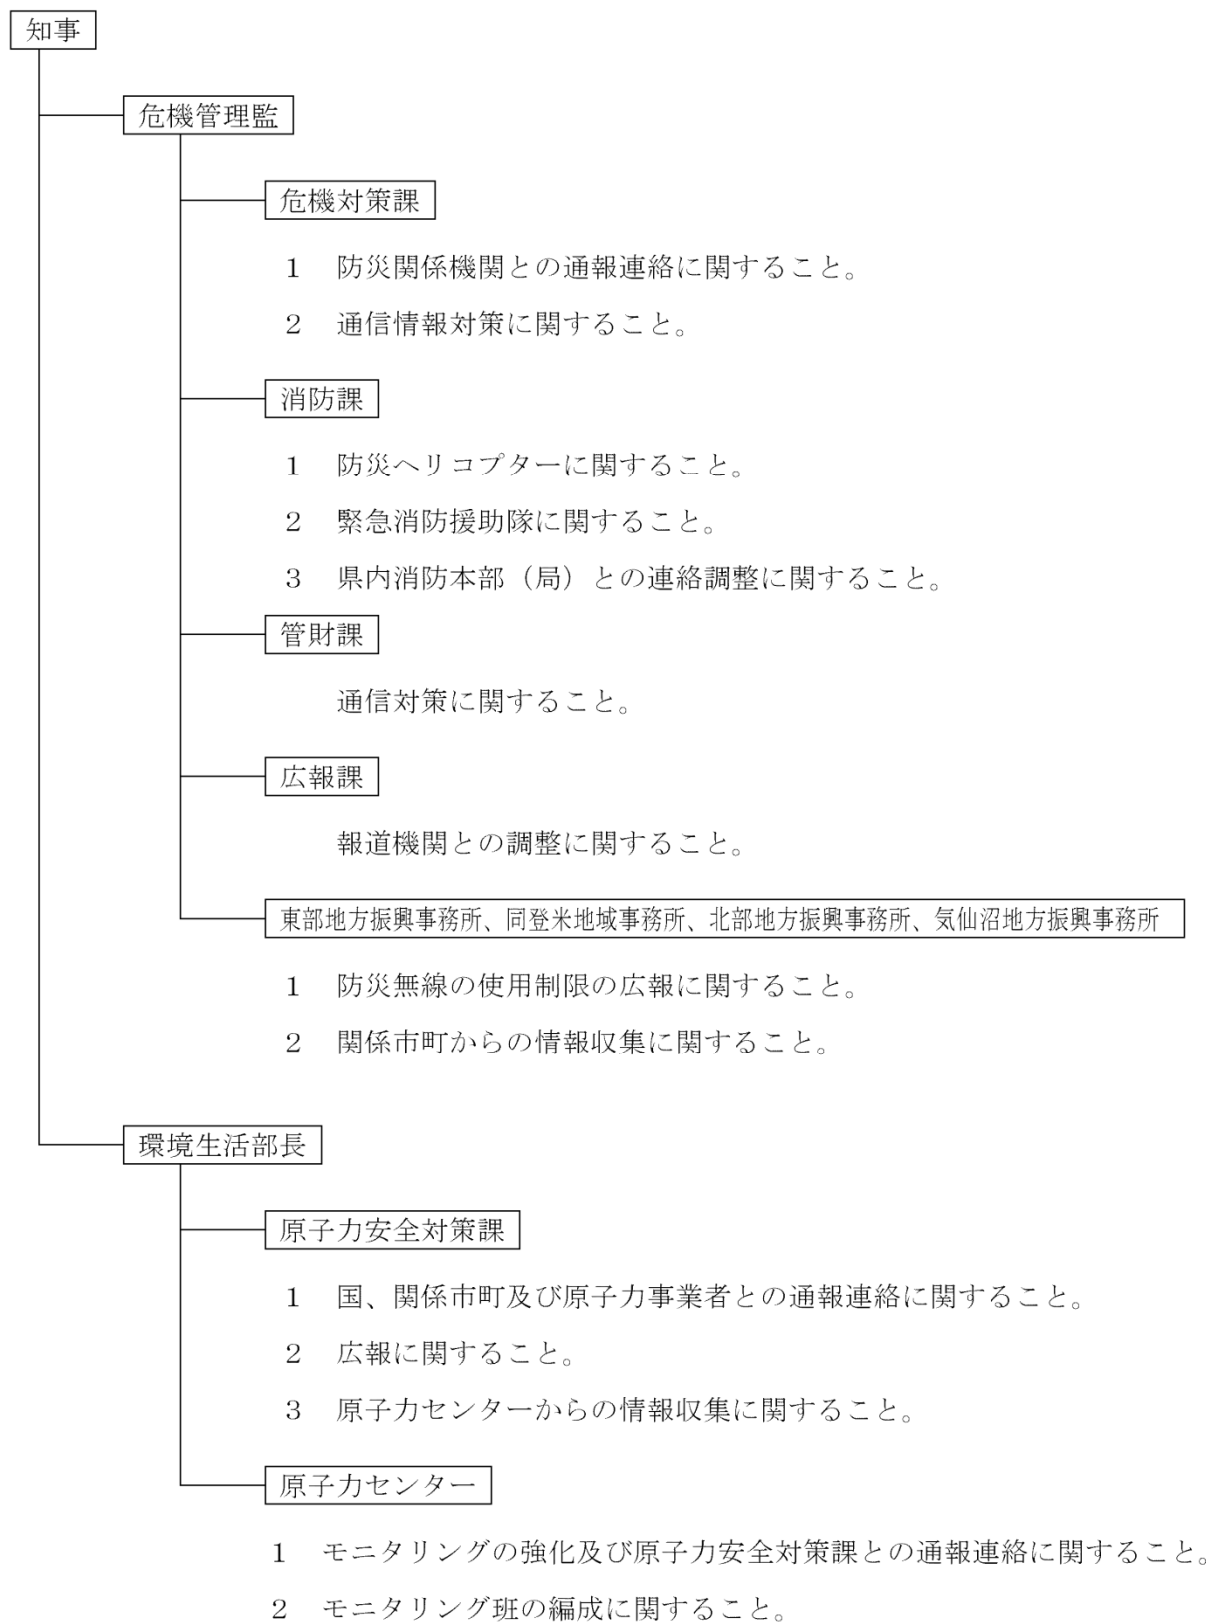 知事
危機管理監
危機対策課
１　防災関係機関との通報連絡に関すること。
２　通信情報対策に関すること。
消防課
１　防災ヘリコプターに関すること。
２　緊急消防援助隊に関すること。
３　県内消防本部（局）との連絡調整に関すること。
管財課
通信対策に関すること。
広報課
報道機関との調整に関すること。
東部地方振興事務所、同登米地域事務所、北部地方振興事務所、気仙沼地方振興事務所
１　防災無線の使用制限の広報に関すること。
２　関係市町からの情報収集に関すること。
環境生活部長
原子力安全対策課
１　国、関係市町及び原子力事業者との通報連絡に関すること。
２　広報に関すること。
３　原子力センターからの情報収集に関すること。
原子力センター
１　モニタリングの強化及び原子力安全対策課との通報連絡に関すること。
２　モニタリング班の編成に関すること。